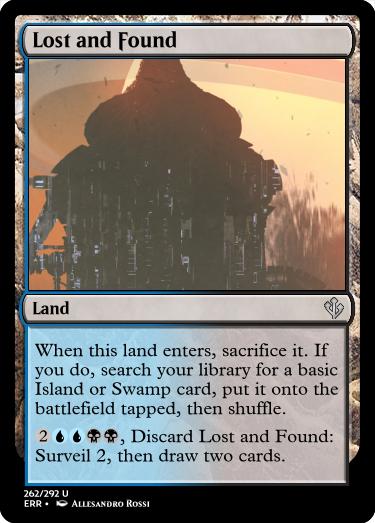 Lost and Found
Land
When this land enters, sacrifice it. If
you do, search your library for a basic
Island or Swamp card, put it onto the
battlefield tapped, then shuffle.
2, Discard Lost and Found:
Surveil 2, then draw two cards.
262/292 U
ERR • Allesandro Rossi